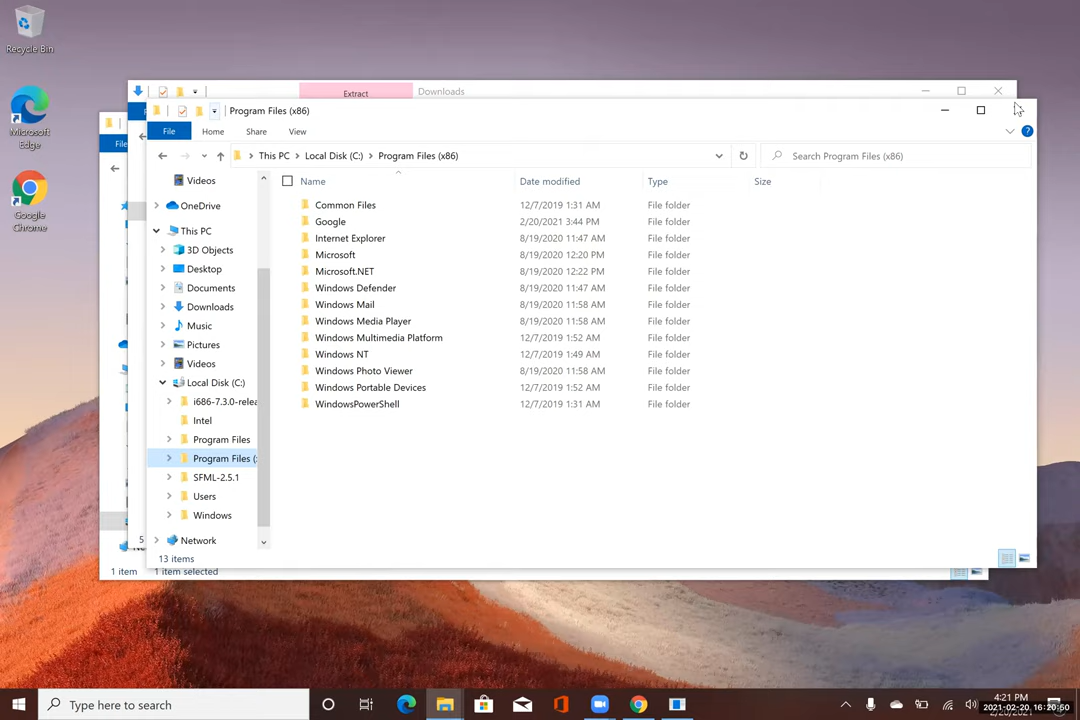 Recycle Bin
Microsoft
Edge
Google
Chrome
Extract
Downloads
Program Files (x86)
File
Home
Share
View
This PC
Local Disk (C:)
Program Files (x86)
Search Program Files (x86)
Name
Date modified
Type
Size
Videos
OneDrive
This PC
3D Objects
Desktop
Documents
Downloads
Music
Pictures
Videos
Local Disk (C:)
i686-7.3.0-relea
Intel
Program Files
Program Files (
SFML-2.5.1
Users
Windows
Network
Common Files 12/7/2019 1:31 AM File folder
Google 2/20/2021 3:44 PM File folder
Internet Explorer 8/19/2020 11:47 AM File folder
Microsoft 8/19/2020 12:20 PM File folder
Microsoft.NET 8/19/2020 12:22 PM File folder
Windows Defender 8/19/2020 11:47 AM File folder
Windows Mail 8/19/2020 11:58 AM File folder
Windows Media Player 8/19/2020 11:58 AM File folder
Windows Multimedia Platform 12/7/2019 1:52 AM File folder
Windows NT 12/7/2019 1:49 AM File folder
Windows Photo Viewer 8/19/2020 11:58 AM File folder
Windows Portable Devices 12/7/2019 1:52 AM File folder
WindowsPowerShell 12/7/2019 1:31 AM File folder
13 items
File
5
1 item
1 item selected
Type here to search
4:21 PM
2021-02-20, 16:20:50